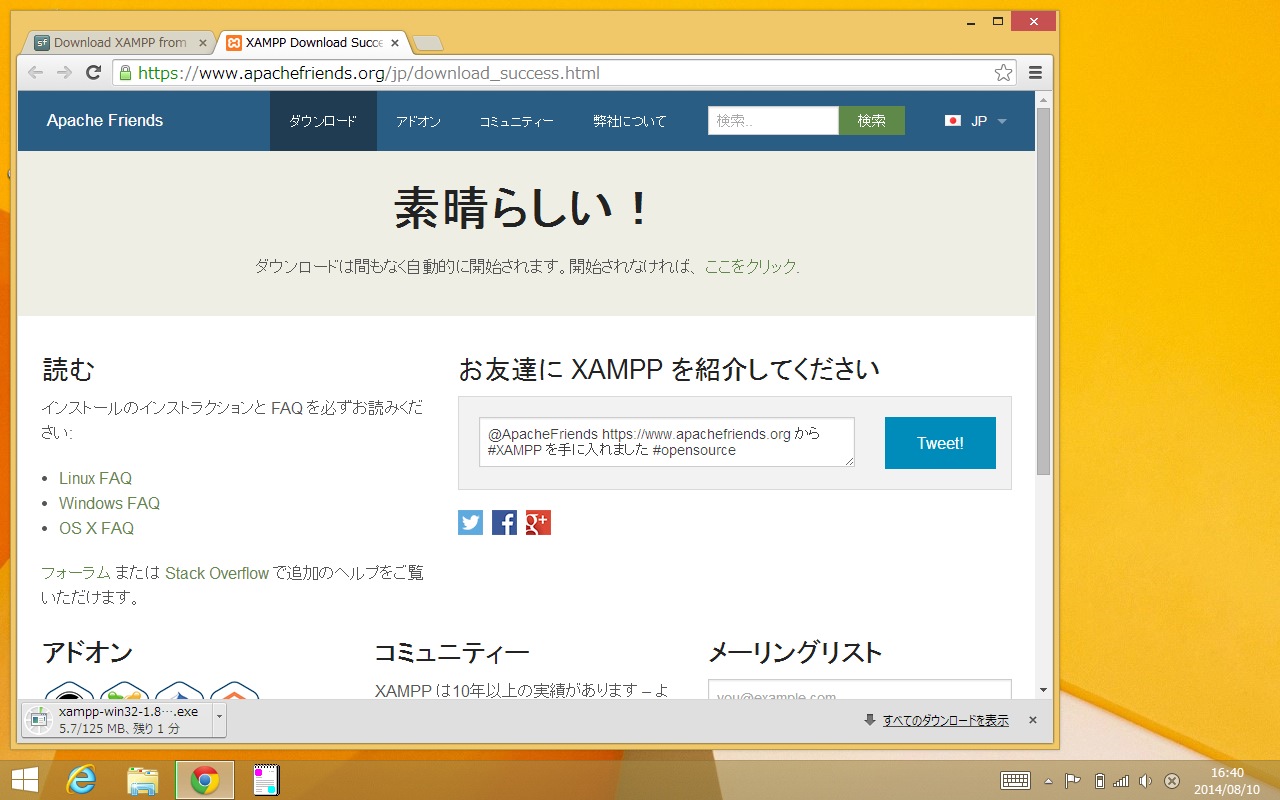 Download XAMPP from
XAMPP Download Succe
https://www.apachefriends.org/jp/download_success.html
Apache Friends
ダウンロード
アドオン
コミュニティー
弊社について
検索..
検索
JP
素晴らしい！
ダウンロードは間もなく自動的に開始されます。開始されなければ、 ここをクリック.
読む
インストールのインストラクションと FAQ を必ずお読みくだ
さい:
Linux FAQ
Windows FAQ
OS X FAQ
フォーラム または Stack Overflow で追加のヘルプをご覧
いただけます。
お友達に XAMPP を紹介してください
@ApacheFriends https://www.apachefriends.org から
#XAMPP を手に入れました #opensource
Tweet!
アドオン
コミュニティー
XAMPP は10年以上の実績があります – よ
メーリングリスト
you@example.com
xampp-win32-1.8….exe
5.7/125 MB、残り 1 分
すべてのダウンロードを表示
16:40
2014/08/10